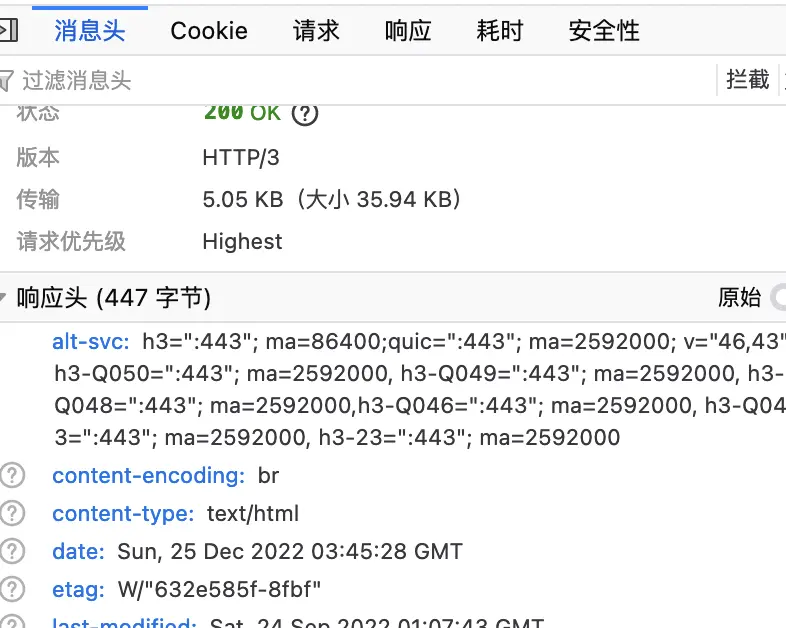 消息头 Cookie 请求 响应 耗时 安全性
过滤消息头 拦截
状态 200 OK
版本 HTTP/3
传输 5.05 KB（大小 35.94 KB）
请求优先级 Highest
响应头 (447 字节) 原始
alt-svc: h3=":443"; ma=86400;quic=":443"; ma=2592000; v="46,43"
h3-Q050=":443"; ma=2592000, h3-Q049=":443"; ma=2592000, h3-
Q048=":443"; ma=2592000,h3-Q046=":443"; ma=2592000, h3-Q04
3=":443"; ma=2592000, h3-23=":443"; ma=2592000
content-encoding: br
content-type: text/html
date: Sun, 25 Dec 2022 03:45:28 GMT
etag: W/"632e585f-8fbf"
last-modified: Sat, 24 Sep 2022 01:07:43 GMT